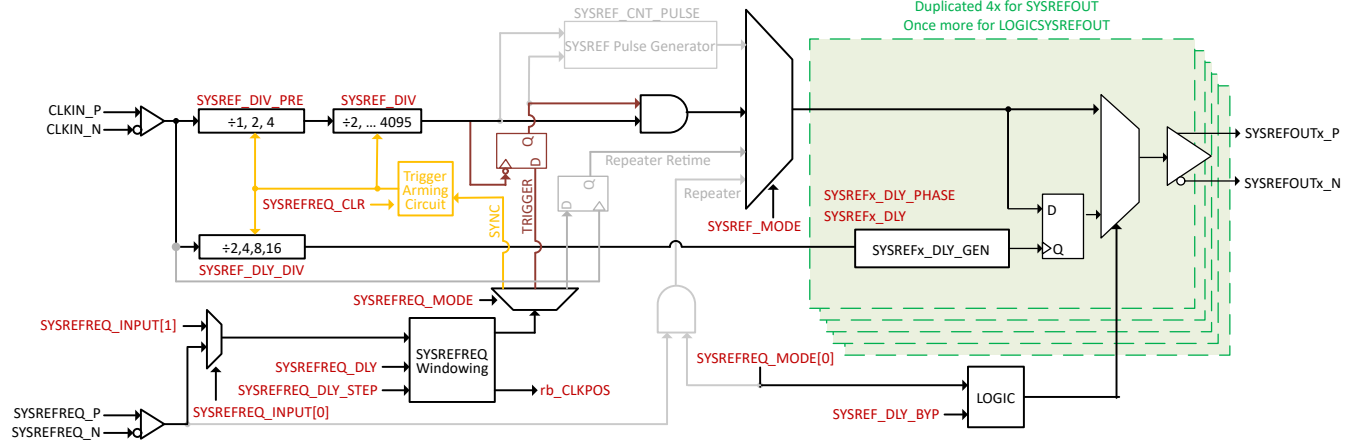 Duplicated 4x for SYSREFOUT
Once more for LOGICSYSREFOUT
SYSREF_CNT_PULSE
SYSREF Pulse Generator
CLKIN_P
CLKIN_N
SYSREF_DIV_PRE
÷1, 2, 4
SYSREF_DIV
÷2, ... 4095
Q
D
TRIGGER
Repeater Retime
Q
D
Repeater
SYSREF_MODE
Trigger
Arming
Circuit
SYSREFREQ_CLR
SYNC
÷2,4,8,16
SYSREF_DLY_DIV
SYSREFx_DLY_PHASE
SYSREFx_DLY
SYSREFx_DLY_GEN
D
Q
SYSREFOUTx_P
SYSREFOUTx_N
SYSREFREQ_MODE
SYSREFREQ_INPUT[1]
SYSREFREQ
Windowing
SYSREFREQ_DLY
SYSREFREQ_DLY_STEP
rb_CLKPOS
SYSREFREQ_INPUT[0]
SYSREFREQ_P
SYSREFREQ_N
SYSREFREQ_MODE[0]
LOGIC
SYSREF_DLY_BYP